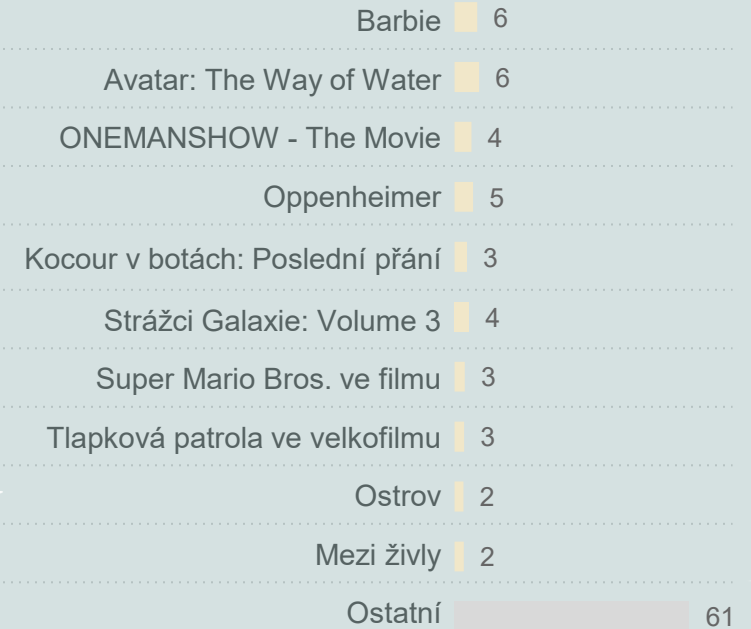 Barbie 6
Avatar: The Way of Water 6
ONEMANSHOW - The Movie 4
Oppenheimer 5
Kocour v botách: Poslední přání 3
Strážci Galaxie: Volume 3 4
Super Mario Bros. ve filmu 3
Tlapková patrola ve velkofilmu 3
Ostrov 2
Mezi živly 2
Ostatní 61